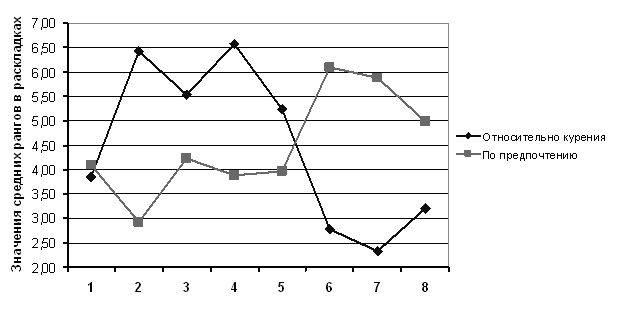 Значения средних рангов в раскладках
7,00
6,50
6,00
5,50
5,00
4,50
4,00
3,50
3,00
2,50
2,00
1 2 3 4 5 6 7 8
Относительно курения
По предпочтению